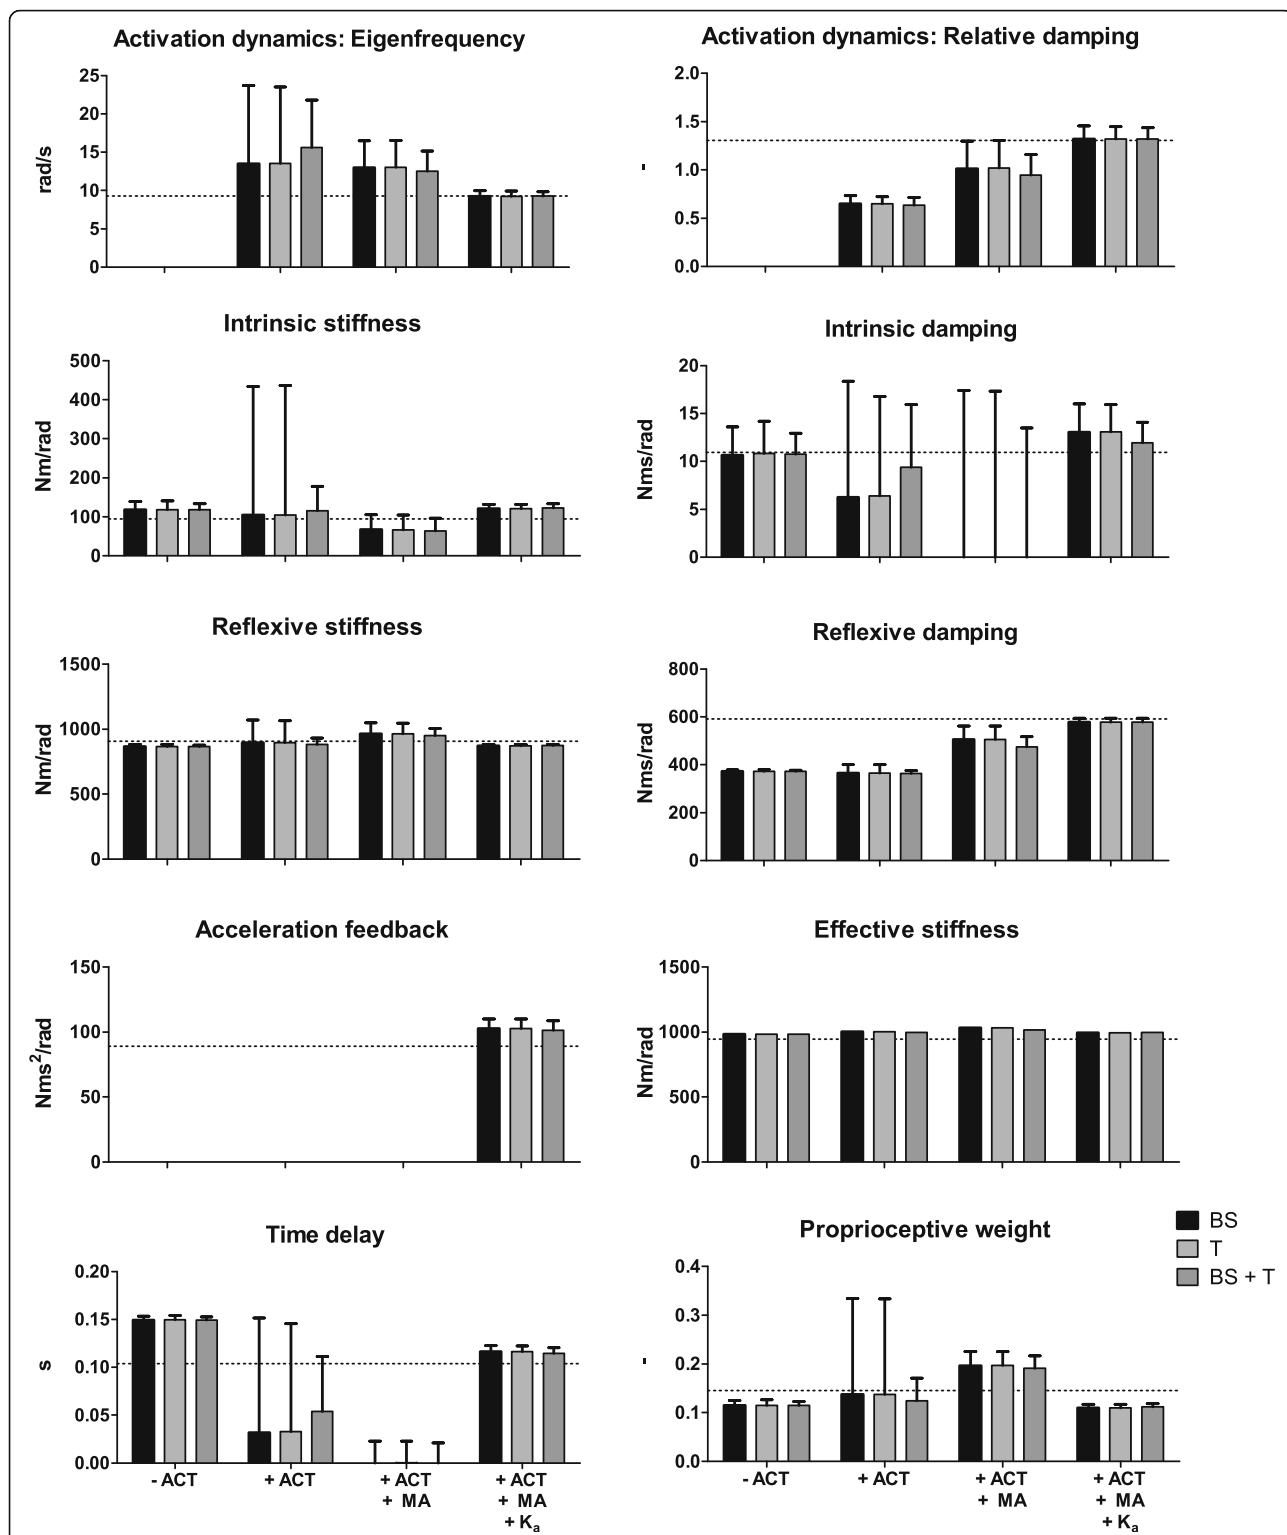 Activation dynamics: Eigenfrequency
25
20
15
10
5
0
rad/s
Activation dynamics: Relative damping
2.0
1.5
1.0
0.5
0.0
-
Intrinsic stiffness
500
400
300
200
100
0
Nm/rad
Intrinsic damping
20
15
10
5
0
Nms/rad
Reflexive stiffness
1500
1000
500
0
Nm/rad
Reflexive damping
800
600
400
200
0
Nms/rad
Acceleration feedback
150
100
50
0
Nms²/rad
Effective stiffness
1500
1000
500
0
Nm/rad
Time delay
0.20
0.15
0.10
0.05
0.00
s
- ACT
+ ACT
+ ACT
+ MA
+ ACT
+ MA
+ Kₐ
Proprioceptive weight
0.4
0.3
0.2
0.1
0.0
-
- ACT
+ ACT
+ ACT
+ MA
+ ACT
+ MA
+ Kₐ
BS
T
BS + T